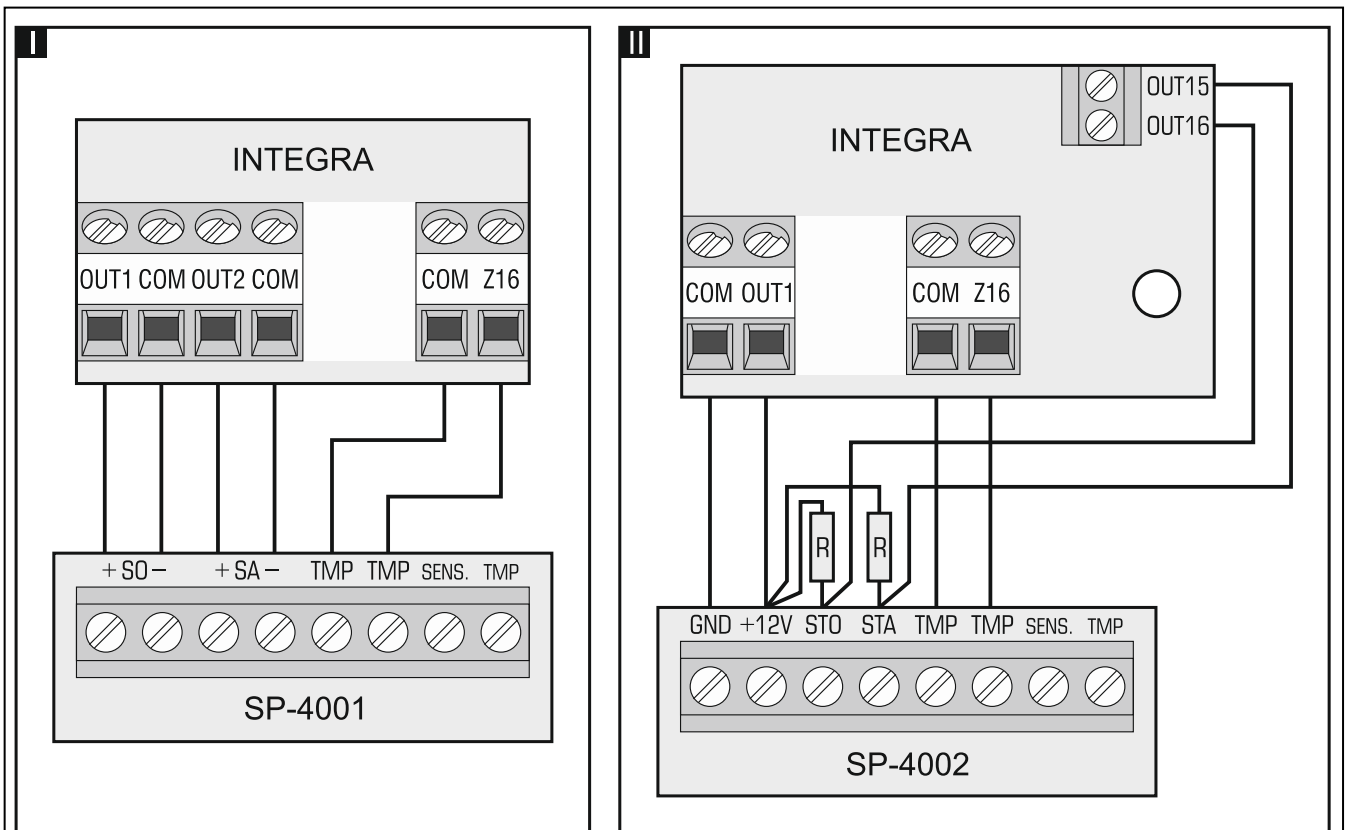 I
INTEGRA
OUT1 COM OUT2 COM COM Z16
+ SO − + SA − TMP TMP SENS. TMP
SP-4001
II
OUT15
OUT16
INTEGRA
COM OUT1 COM Z16
R R
GND +12V STO STA TMP TMP SENS. TMP
SP-4002